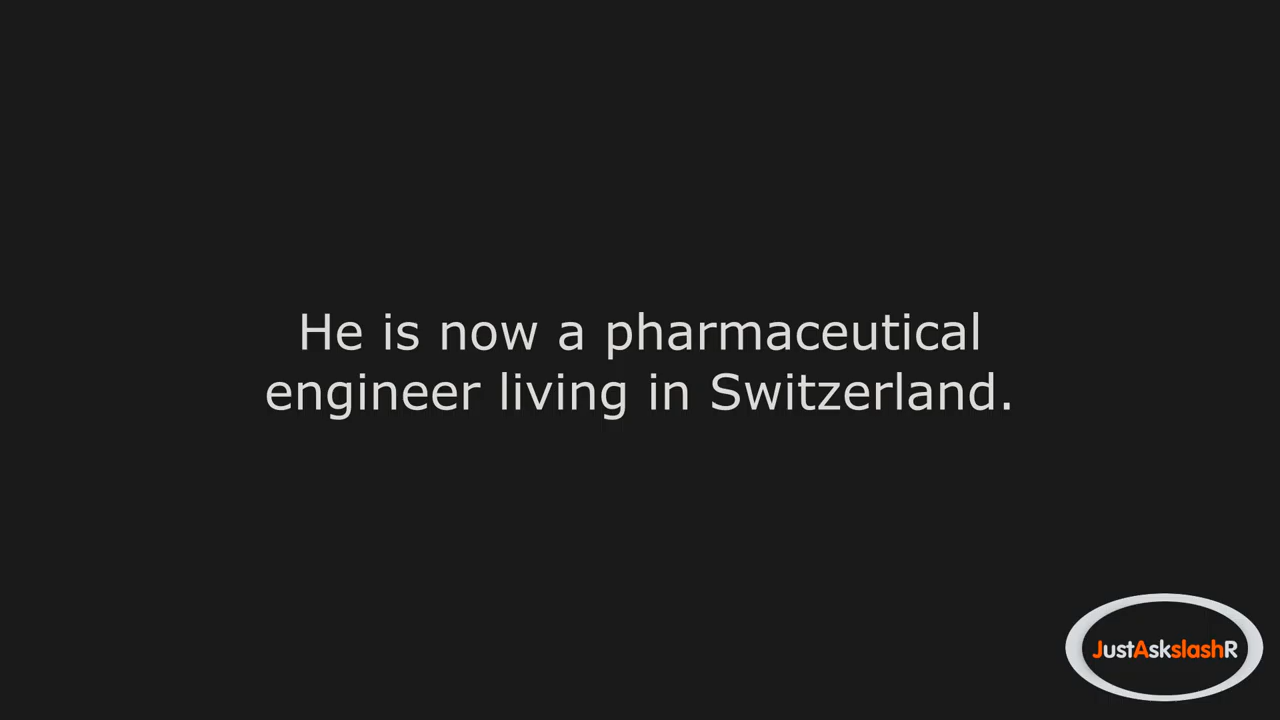 He is now a pharmaceutical
engineer living in Switzerland.
JustAskslashR